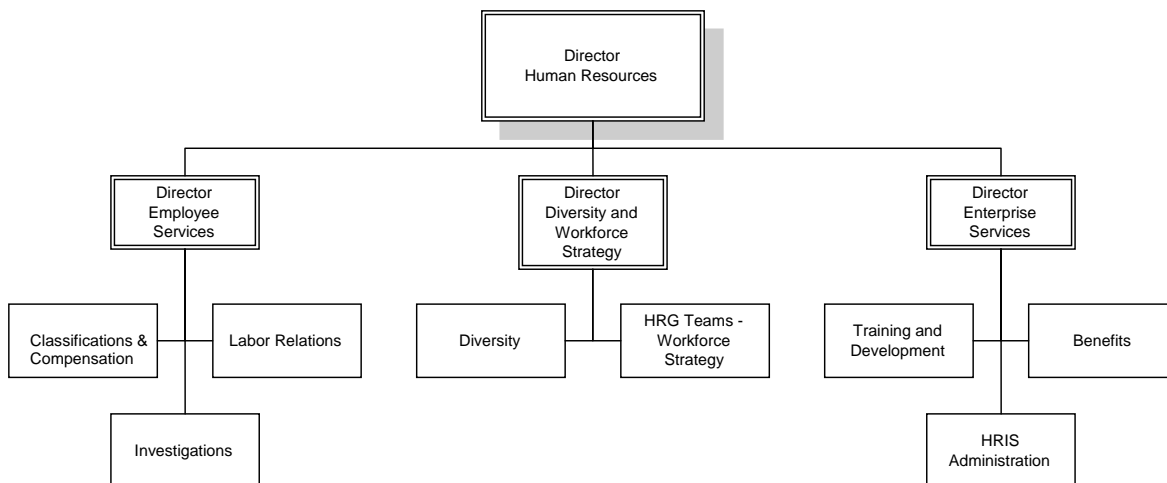 Director
Human Resources
Director
Employee
Services
Director
Diversity and
Workforce
Strategy
Director
Enterprise
Services
Classifications &
Compensation
Labor Relations
Diversity
HRG Teams -
Workforce
Strategy
Training and
Development
Benefits
Investigations
HRIS
Administration